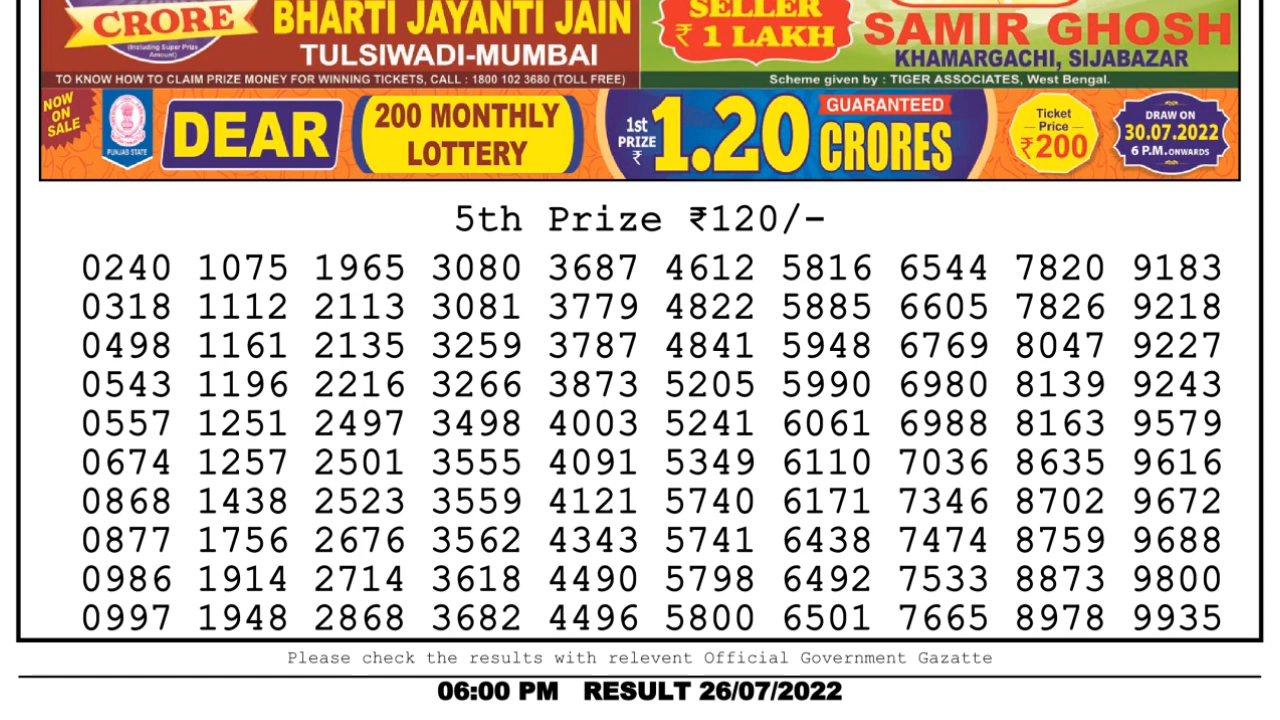 CRORE
(Including Super Prize Amount)
BHARTI JAYANTI JAIN
TULSIWADI-MUMBAI
TO KNOW HOW TO CLAIM PRIZE MONEY FOR WINNING TICKETS, CALL : 1800 102 3680 (TOLL FREE)
SELLER
₹ 1 LAKH
SAMIR GHOSH
KHAMARGACHI, SIJABAZAR
Scheme given by : TIGER ASSOCIATES, West Bengal.
NOW
ON
SALE
PUNJAB STATE
DEAR
200 MONTHLY
LOTTERY
1st
PRIZE
₹
1.20
GUARANTEED
CRORES
Ticket
Price
₹200
DRAW ON
30.07.2022
6 P.M. ONWARDS
5th Prize ₹120/-
0240 1075 1965 3080 3687 4612 5816 6544 7820 9183
0318 1112 2113 3081 3779 4822 5885 6605 7826 9218
0498 1161 2135 3259 3787 4841 5948 6769 8047 9227
0543 1196 2216 3266 3873 5205 5990 6980 8139 9243
0557 1251 2497 3498 4003 5241 6061 6988 8163 9579
0674 1257 2501 3555 4091 5349 6110 7036 8635 9616
0868 1438 2523 3559 4121 5740 6171 7346 8702 9672
0877 1756 2676 3562 4343 5741 6438 7474 8759 9688
0986 1914 2714 3618 4490 5798 6492 7533 8873 9800
0997 1948 2868 3682 4496 5800 6501 7665 8978 9935
Please check the results with relevent Official Government Gazatte
06:00 PM RESULT 26/07/2022